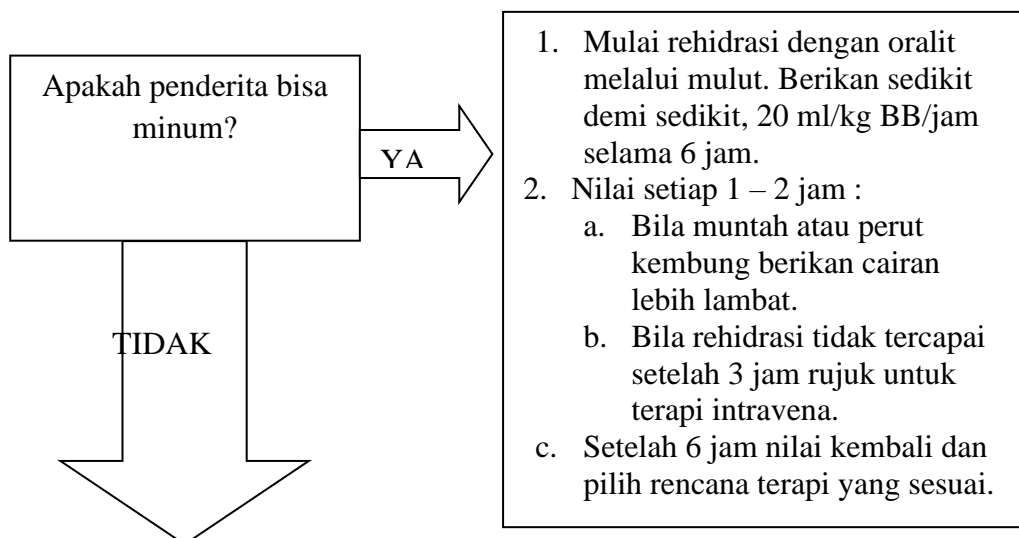 Apakah penderita bisa
minum?
YA
TIDAK
1. Mulai rehidrasi dengan oralit
melalui mulut. Berikan sedikit
demi sedikit, 20 ml/kg BB/jam
selama 6 jam.
2. Nilai setiap 1 – 2 jam :
a. Bila muntah atau perut
kembung berikan cairan
lebih lambat.
b. Bila rehidrasi tidak tercapai
setelah 3 jam rujuk untuk
terapi intravena.
c. Setelah 6 jam nilai kembali dan
pilih rencana terapi yang sesuai.